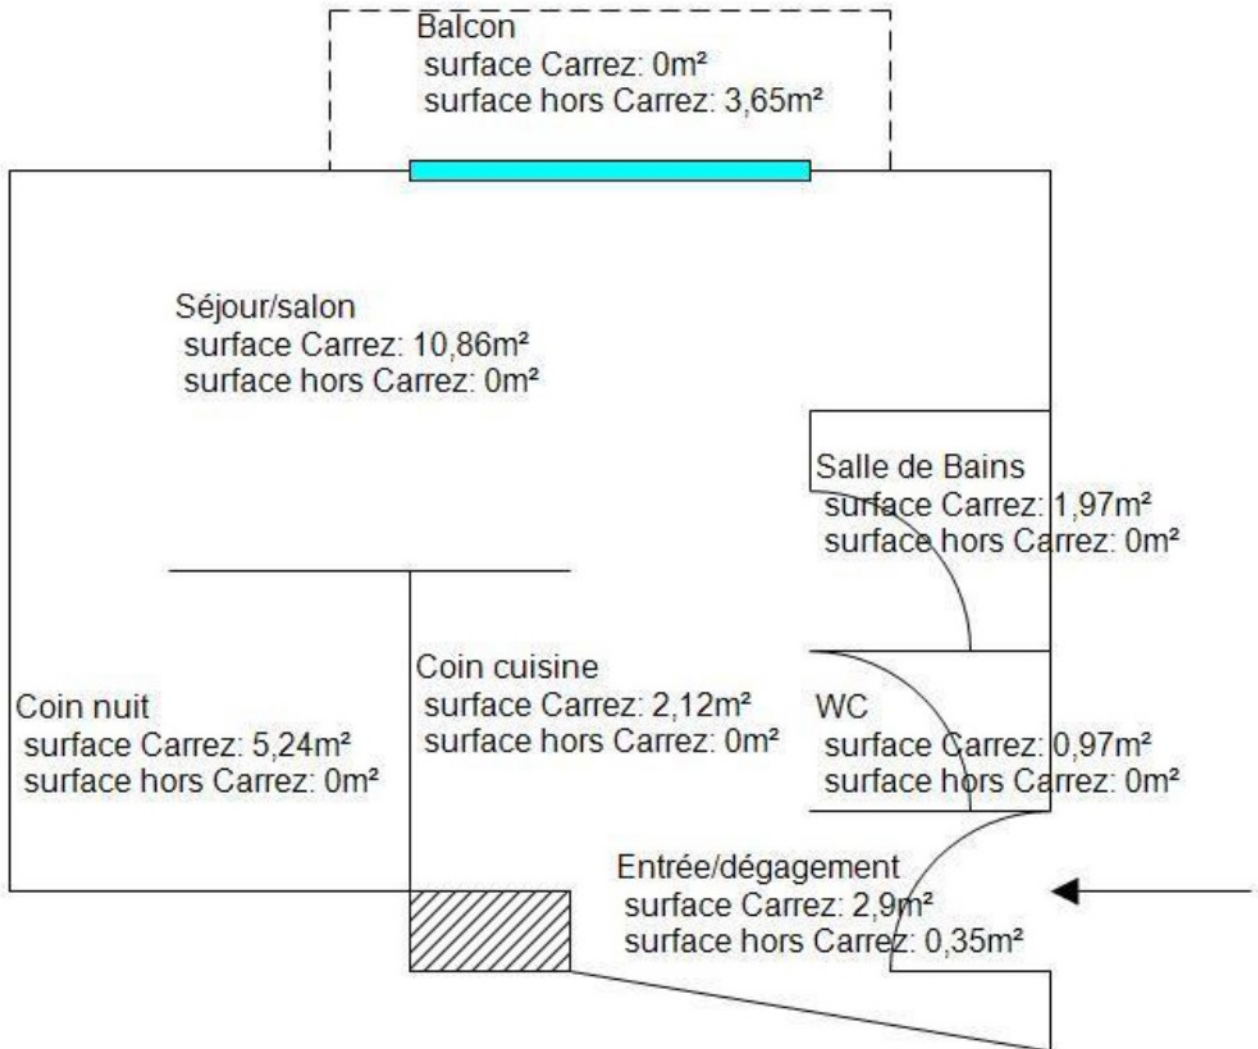 Balcon
surface Carrez: 0m²
surface hors Carrez: 3,65m²
Séjour/salon
surface Carrez: 10,86m²
surface hors Carrez: 0m²
Salle de Bains
surface Carrez: 1,97m²
surface hors Carrez: 0m²
Coin cuisine
surface Carrez: 2,12m²
surface hors Carrez: 0m²
Coin nuit
surface Carrez: 5,24m²
surface hors Carrez: 0m²
WC
surface Carrez: 0,97m²
surface hors Carrez: 0m²
Entrée/dégagement
surface Carrez: 2,9m²
surface hors Carrez: 0,35m²